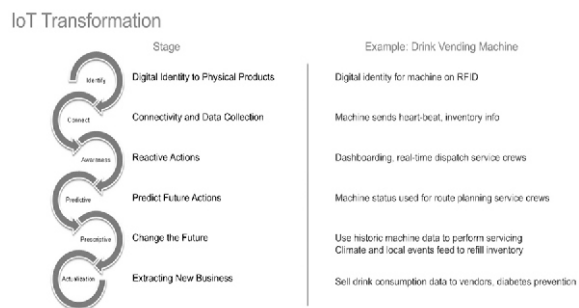 IoT Transformation
Stage
Example: Drink Vending Machine
Identify
Digital Identity to Physical Products
Digital identity for machine on RFID
Connect
Connectivity and Data Collection
Machine sends heart-beat, inventory info
Awareness
Reactive Actions
Dashboarding, real-time dispatch service crews
Predictive
Predict Future Actions
Machine status used for route planning service crews
Prescriptive
Change the Future
Use historic machine data to perform servicing
Climate and local events feed to refill inventory
Actualization
Extracting New Business
Sell drink consumption data to vendors, diabetes prevention